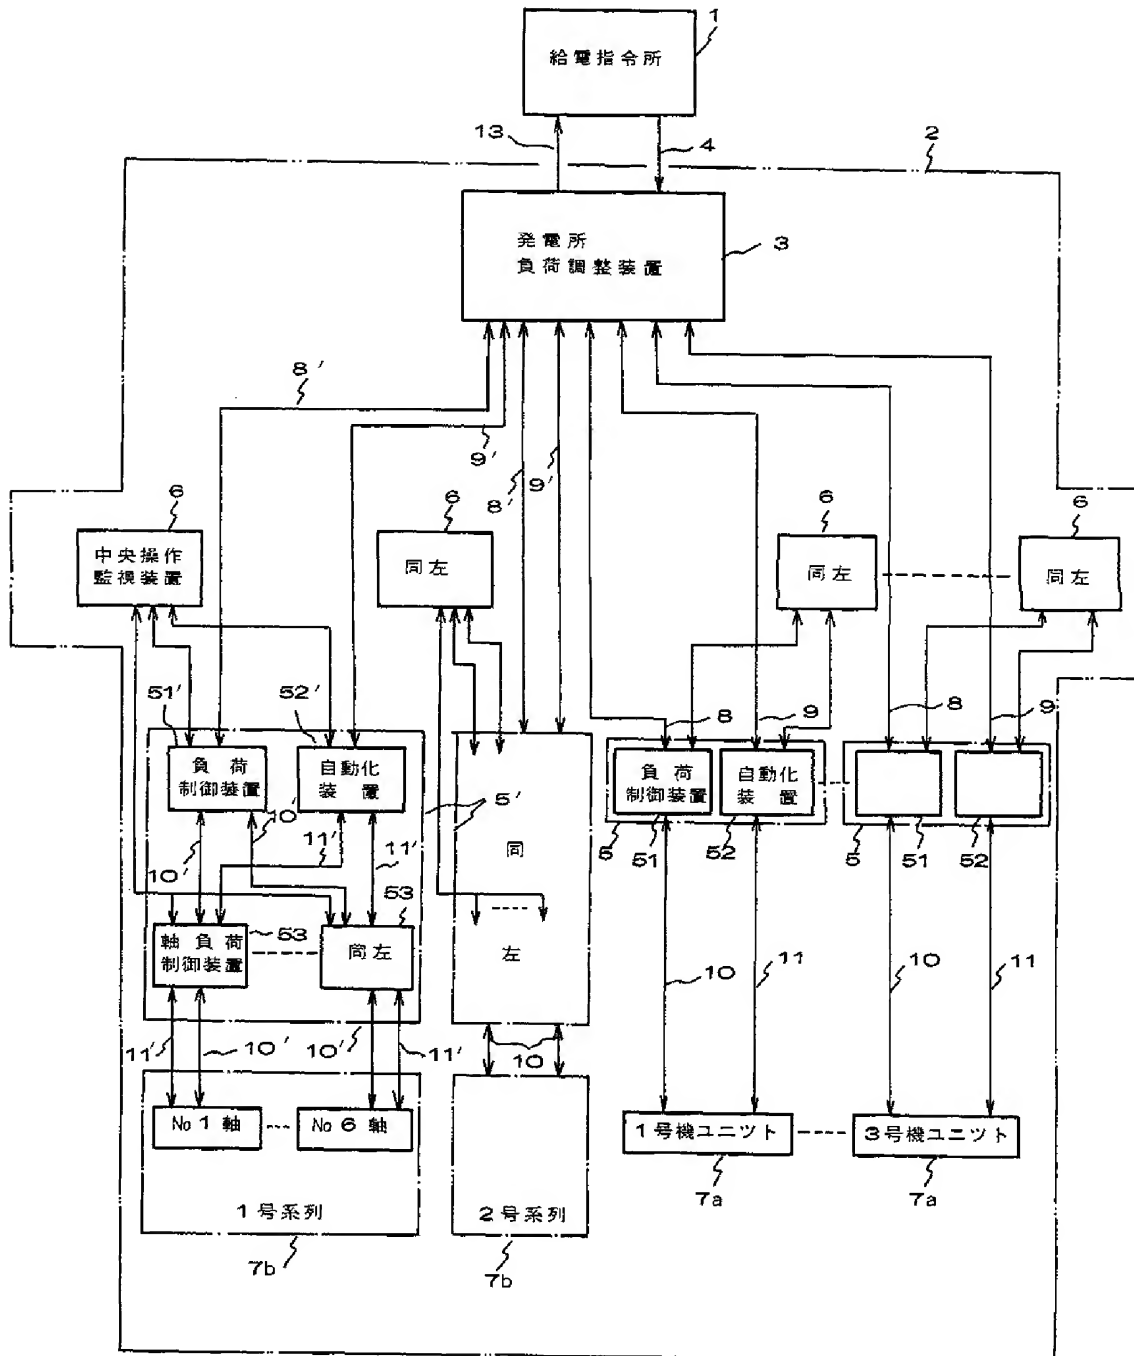 1
給電指令所
13
4
2
発電所
負荷調整装置
3
8'
9'
8'
9'
6
中央操作
監視装置
6
同左
6
同左
6
同左
51'
52'
8
9
8
9
負荷
制御装置
自動化
装置
5'
負荷
制御装置
自動化
装置
5
51
52
5
51
52
10'
10'
11'
11'
同
左
53
53
軸負荷
制御装置
同左
10
11
10
11
11'
10'
10'
11'
10
No1軸
No6軸
1号機ユニツト
3号機ユニツト
7a
7a
1号系列
2号系列
7b
7b